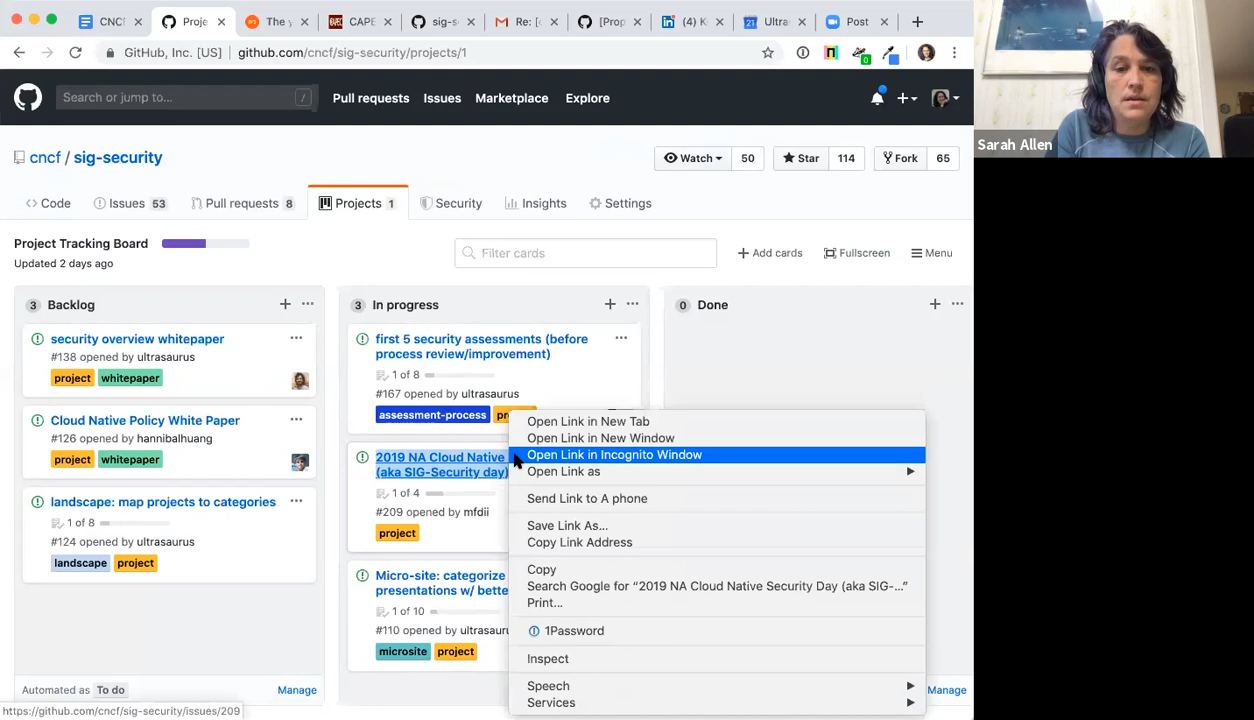 CNCF
Proje
The y
CAPE
sig-s
Re: [
[Prop
(4) K
Ultra
Post
GitHub, Inc. [US]
github.com/cncf/sig-security/projects/1
Search or jump to...
/
Pull requests
Issues
Marketplace
Explore
cncf / sig-security
Watch
50
Star
114
Fork
65
Code
Issues 53
Pull requests 8
Projects 1
Security
Insights
Settings
Project Tracking Board
Updated 2 days ago
Filter cards
+ Add cards
Fullscreen
Menu
3 Backlog
security overview whitepaper
#138 opened by ultrasaurus
project
whitepaper
Cloud Native Policy White Paper
#126 opened by hannibalhuang
project
whitepaper
landscape: map projects to categories
1 of 8
#124 opened by ultrasaurus
landscape
project
Automated as To do
Manage
3 In progress
first 5 security assessments (before
process review/improvement)
1 of 8
#167 opened by ultrasaurus
assessment-process
pro
2019 NA Cloud Native
(aka SIG-Security day)
1 of 4
#209 opened by mfdii
project
Micro-site: categorize
presentations w/ bette
1 of 10
#110 opened by ultrasauru
microsite
project
0 Done
Manage
Open Link in New Tab
Open Link in New Window
Open Link in Incognito Window
Open Link as
Send Link to A phone
Save Link As...
Copy Link Address
Copy
Search Google for “2019 NA Cloud Native Security Day (aka SIG-...”
Print...
1Password
Inspect
Speech
Services
https://github.com/cncf/sig-security/issues/209
Sarah Allen